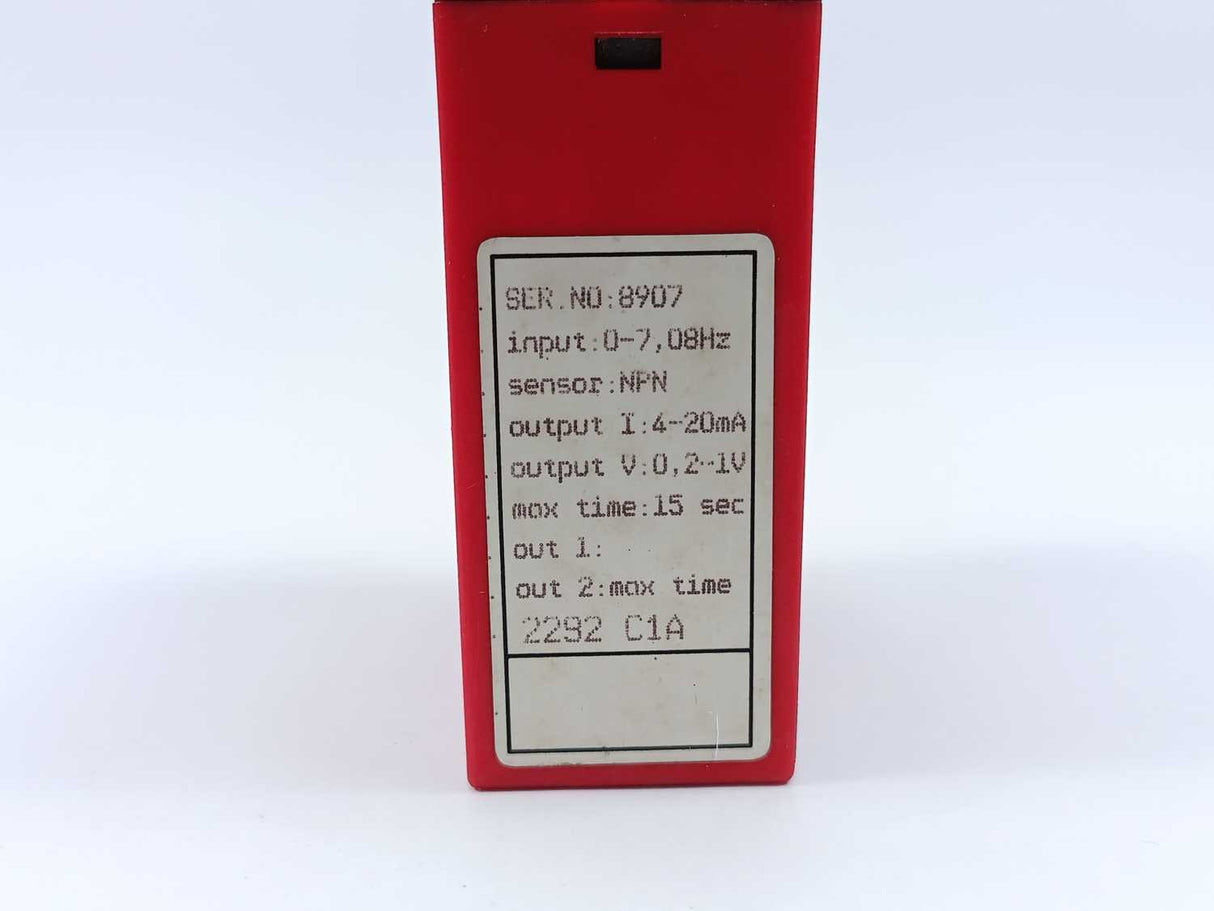 SER.NO:8907
input:0-7,08Hz
sensor:NPN
output I:4-20mA
output V:0,2-1V
max time:15 sec
out 1:
out 2:max time
2292 C1A